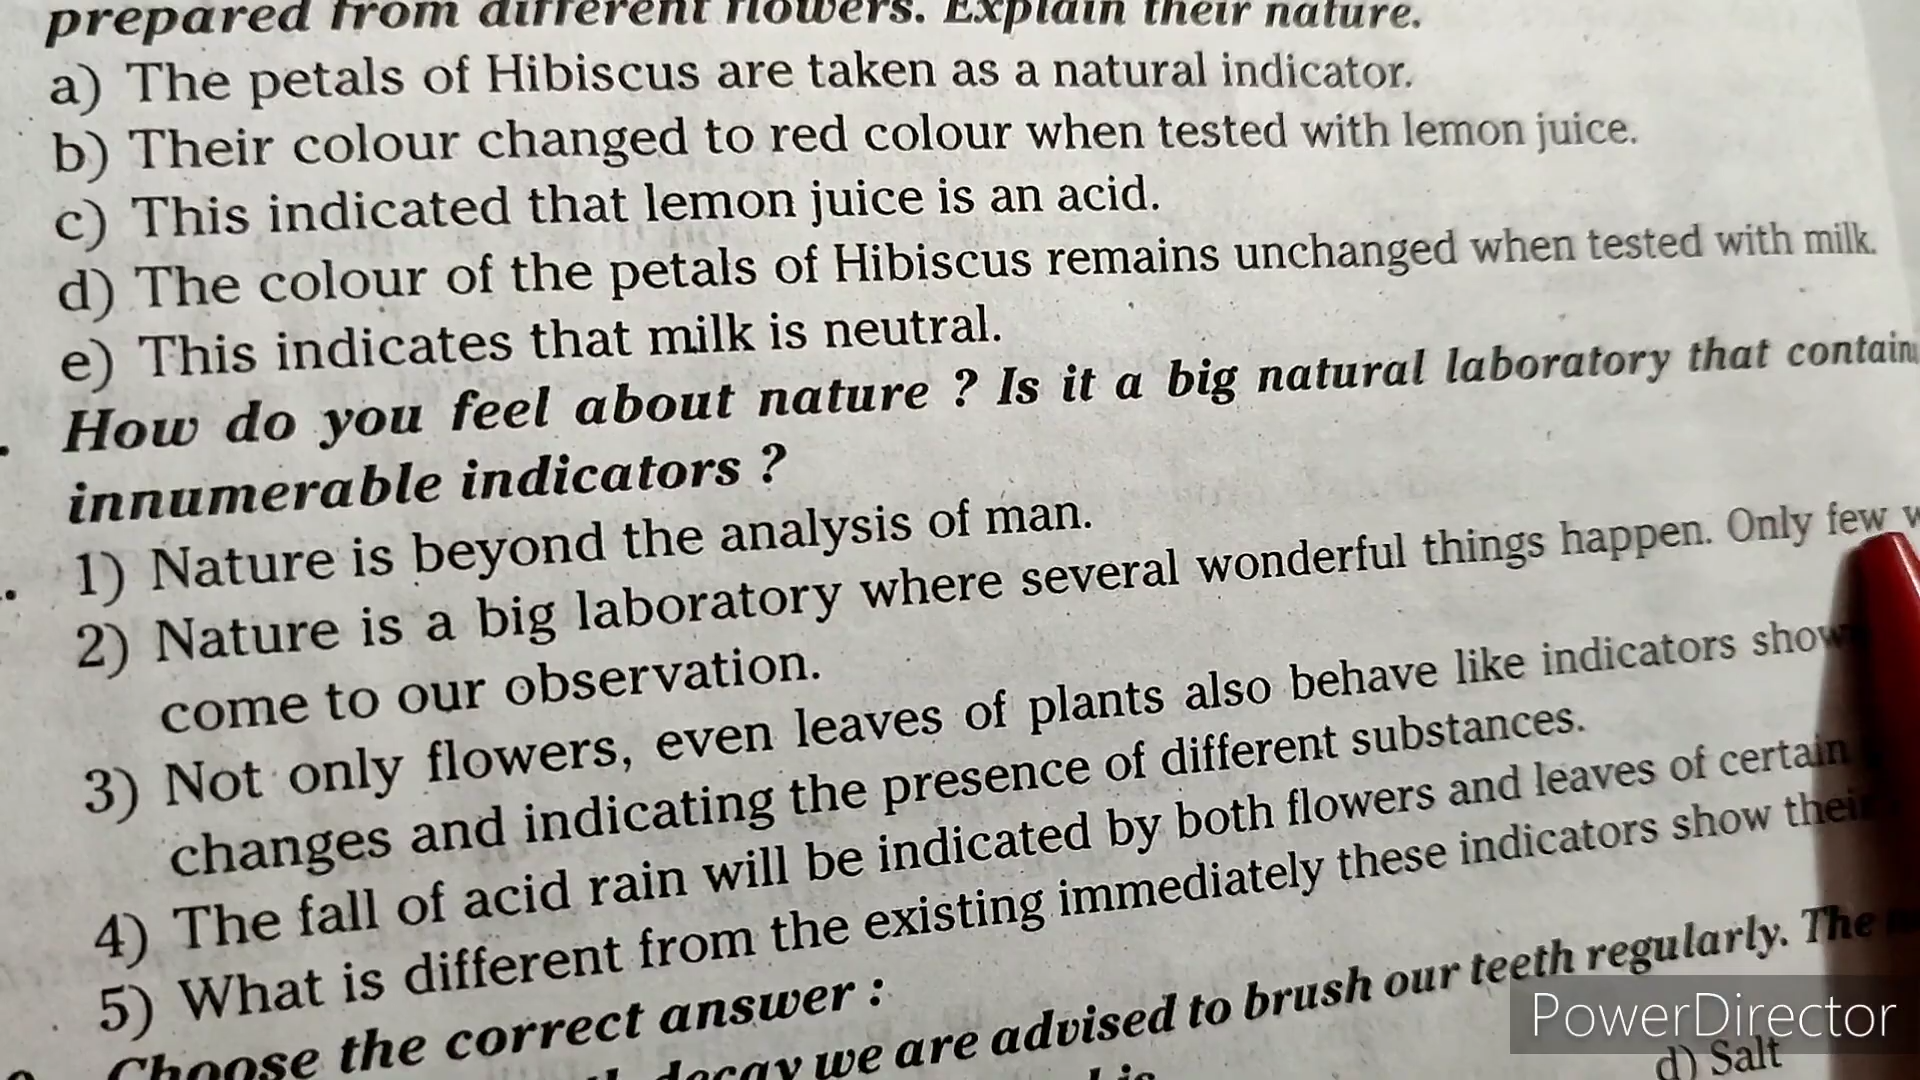 prepared from different flowers. Explain their nature.
a) The petals of Hibiscus are taken as a natural indicator.
b) Their colour changed to red colour when tested with lemon juice.
c) This indicated that lemon juice is an acid.
d) The colour of the petals of Hibiscus remains unchanged when tested with milk.
e) This indicates that milk is neutral.
How do you feel about nature ? Is it a big natural laboratory that contain
innumerable indicators ?
1) Nature is beyond the analysis of man.
2) Nature is a big laboratory where several wonderful things happen. Only few
come to our observation.
3) Not only flowers, even leaves of plants also behave like indicators show
changes and indicating the presence of different substances.
4) The fall of acid rain will be indicated by both flowers and leaves of certain
5) What is different from the existing immediately these indicators show their
Choose the correct answer :
decay we are advised to brush our teeth regularly. The
is
d) Salt
PowerDirector